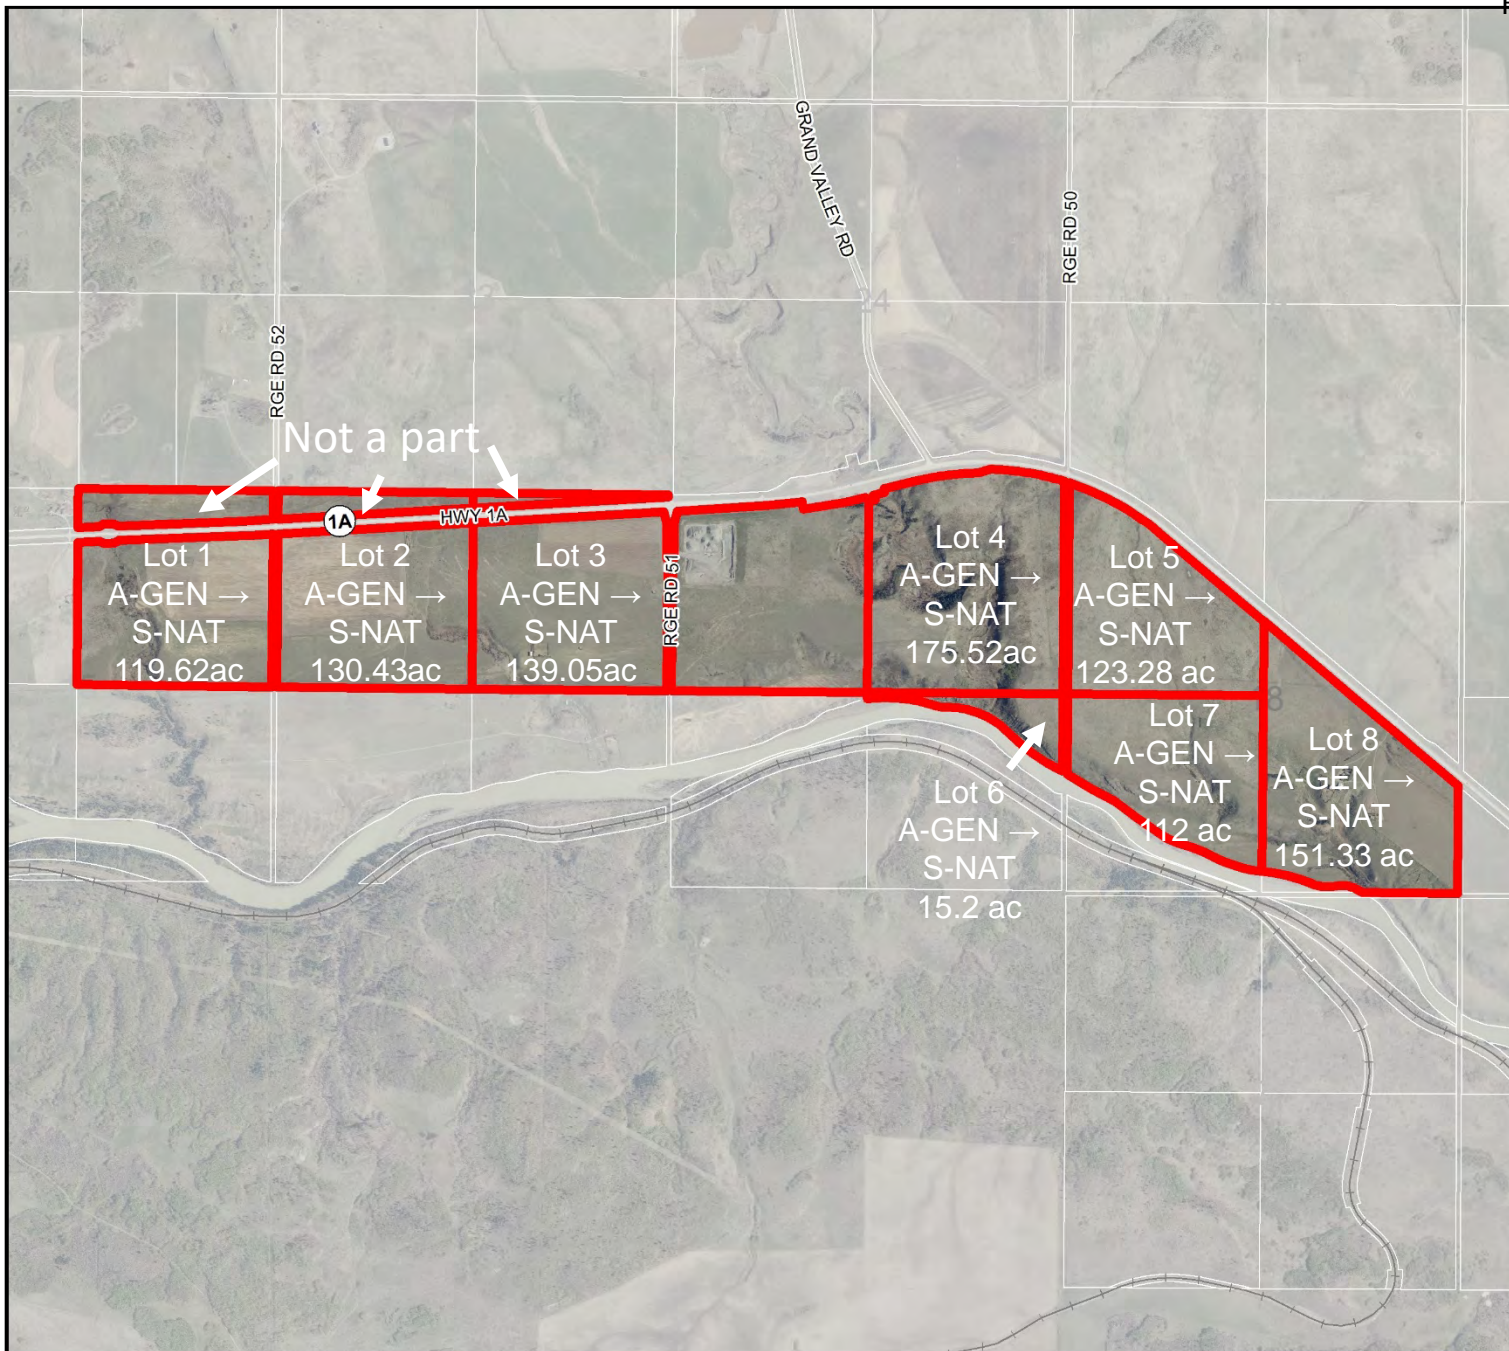 GRAND VALLEY RD
RGE RD 50
14
RGE RD 52
Not a part
1A
HWY 1A
RGE RD 51
Lot 1
A-GEN →
S-NAT
119.62ac
Lot 2
A-GEN →
S-NAT
130.43ac
Lot 3
A-GEN →
S-NAT
139.05ac
Lot 4
A-GEN →
S-NAT
175.52ac
Lot 5
A-GEN →
S-NAT
123.28 ac
Lot 6
A-GEN →
S-NAT
15.2 ac
Lot 7
A-GEN →
S-NAT
112 ac
8
Lot 8
A-GEN →
S-NAT
151.33 ac